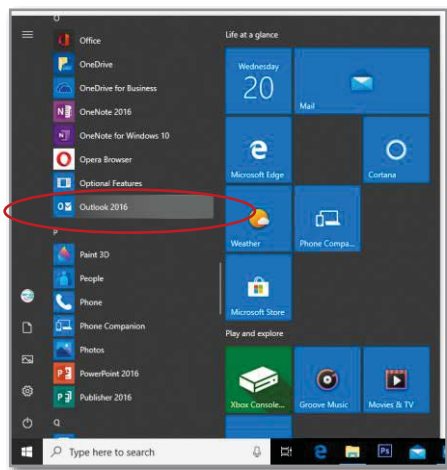 O
Office
OneDrive
OneDrive for Business
OneNote 2016
OneNote for Windows 10
Opera Browser
Optional Features
Outlook 2016
P
Paint 3D
People
Phone
Phone Companion
Photos
PowerPoint 2016
Publisher 2016
Q
Life at a glance
Wednesday
20
Mail
Microsoft Edge
Cortana
Weather
Phone Compa...
Microsoft Store
Play and explore
Xbox Console...
Groove Music
Movies & TV
Type here to search
Ps